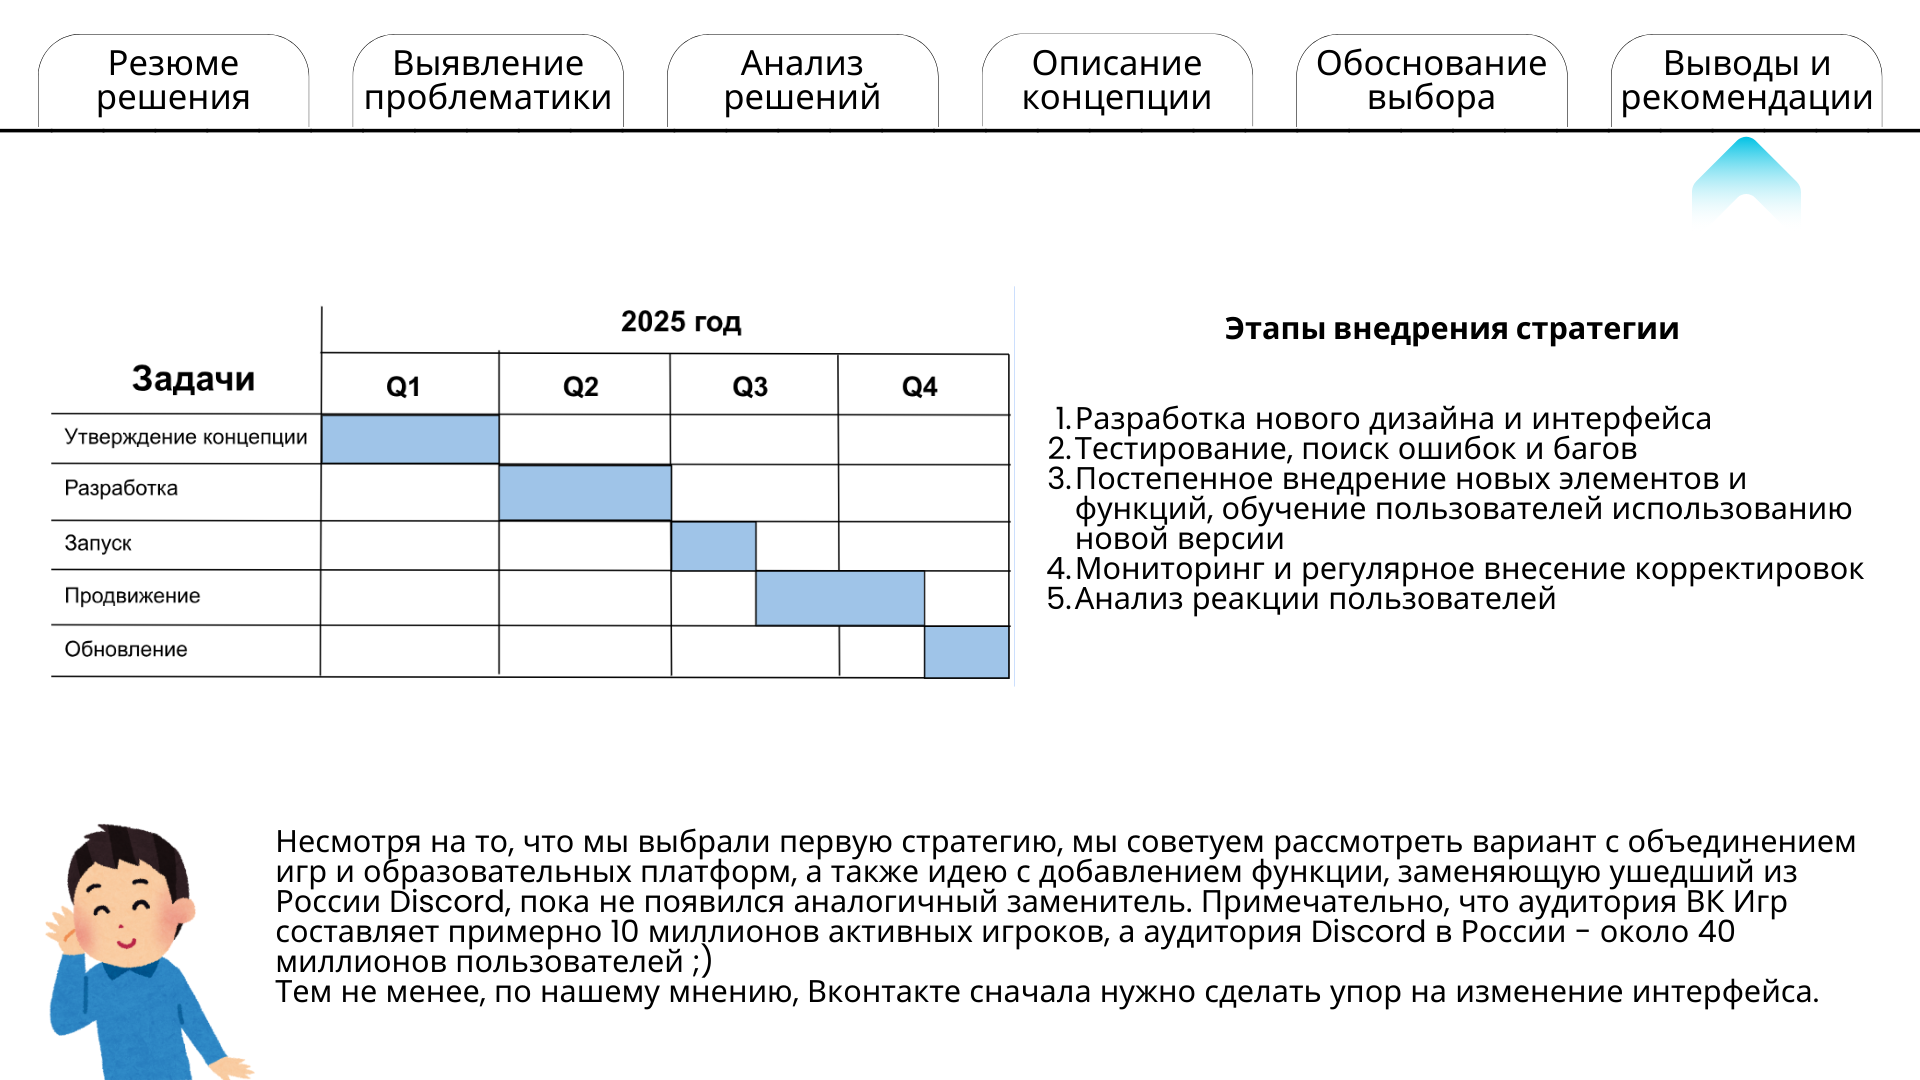 Резюме
решения
Выявление
проблематики
Анализ
решений
Описание
концепции
Обоснование
выбора
Выводы и
рекомендации
2025 год
Задачи
Q1
Q2
Q3
Q4
Утверждение концепции
Разработка
Запуск
Продвижение
Обновление
Этапы внедрения стратегии
1. Разработка нового дизайна и интерфейса
2. Тестирование, поиск ошибок и багов
3. Постепенное внедрение новых элементов и
функций, обучение пользователей использованию
новой версии
4. Мониторинг и регулярное внесение корректировок
5. Анализ реакции пользователей
Несмотря на то, что мы выбрали первую стратегию, мы советуем рассмотреть вариант с объединением
игр и образовательных платформ, а также идею с добавлением функции, заменяющую ушедший из
России Discord, пока не появился аналогичный заменитель. Примечательно, что аудитория ВК Игр
составляет примерно 10 миллионов активных игроков, а аудитория Discord в России - около 40
миллионов пользователей ;)
Тем не менее, по нашему мнению, Вконтакте сначала нужно сделать упор на изменение интерфейса.